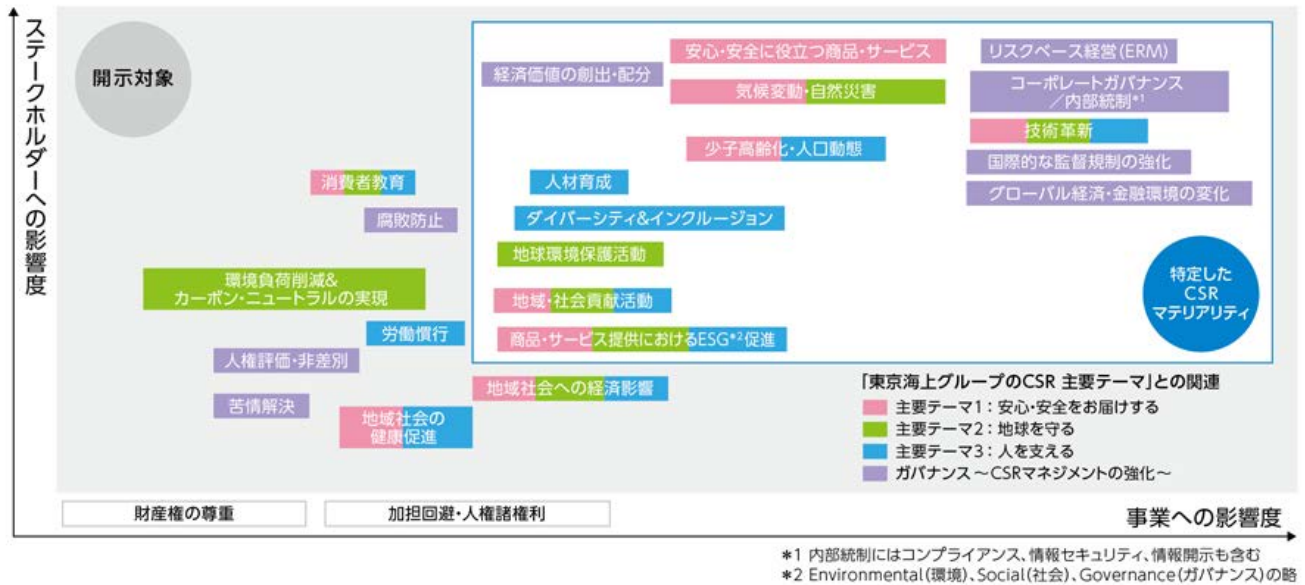 ステークホルダーへの影響度
開示対象
経済価値の創出・配分
安心・安全に役立つ商品・サービス
気候変動・自然災害
リスクベース経営(ERM)
コーポレートガバナンス
／内部統制*1
技術革新
少子高齢化・人口動態
国際的な監督規制の強化
グローバル経済・金融環境の変化
消費者教育
人材育成
腐敗防止
ダイバーシティ&インクルージョン
地球環境保護活動
環境負荷削減&
カーボン・ニュートラルの実現
特定した
CSR
マテリアリティ
地域・社会貢献活動
労働慣行
商品・サービス提供におけるESG*2促進
人権評価・非差別
地域社会への経済影響
苦情解決
地域社会の
健康促進
「東京海上グループのCSR 主要テーマ」との関連
主要テーマ1：安心・安全をお届けする
主要テーマ2：地球を守る
主要テーマ3：人を支える
ガバナンス～CSRマネジメントの強化～
財産権の尊重
加担回避・人権諸権利
事業への影響度
*1 内部統制にはコンプライアンス、情報セキュリティ、情報開示も含む
*2 Environmental(環境)、Social(社会)、Governance(ガバナンス)の略